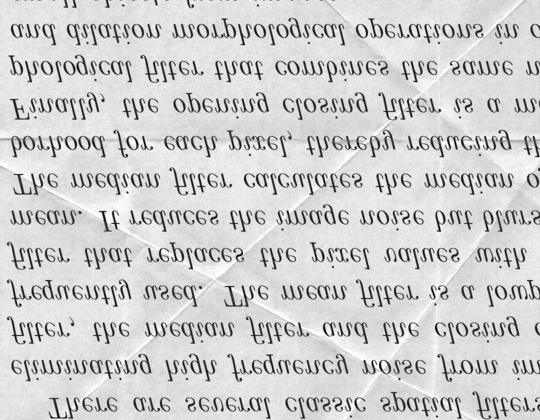 There are several classic spatial filters
eliminating high frequency noise from im
filter, the median filter and the closing
frequently used. The mean filter is a lowp
filter that replaces the pixel values with
mean. It reduces the image noise but blurs
The median filter calculates the median
borhood for each pixel, thereby reducing th
Finally, the opening closing filter is a
phological filter that combines the same
and dilation morphological operations in